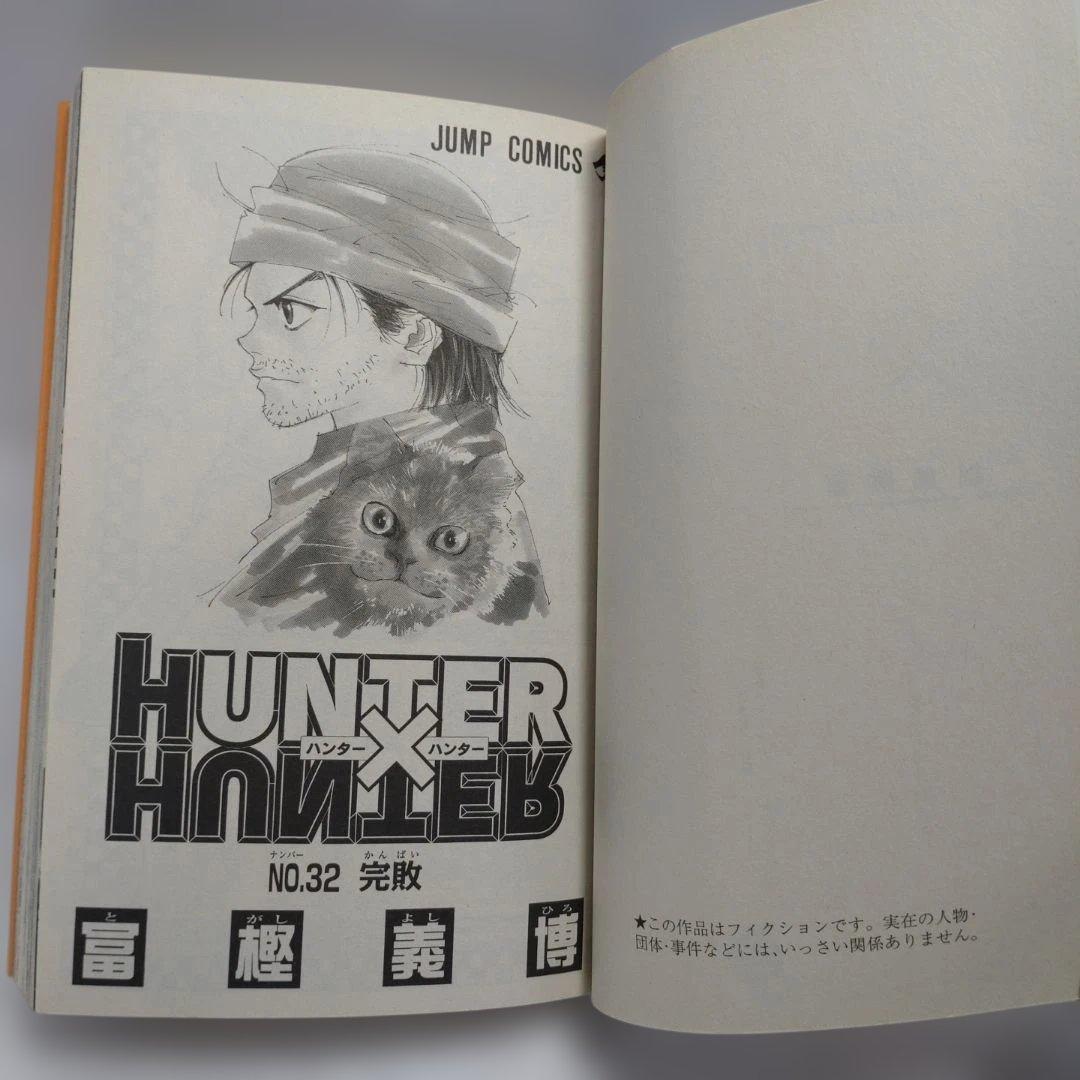 JUMP COMICS
HUNTER
ハンター×ハンター
HUNTER
ナンバー かんぱい
NO.32 完敗
と がし よし ひろ
冨樫義博
★この作品はフィクションです。実在の人物・
団体・事件などには、いっさい関係ありません。